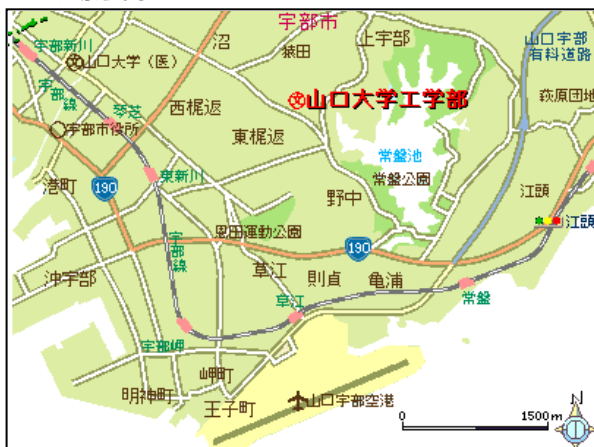 宇部市
沼
猿田
上宇部
山口宇部
有料道路
宇部新川
山口大学(医)
宇部線
琴芝
西梶返
山口大学工学部
萩原団地
宇部市役所
東梶返
常盤池
常盤公園
港町
190
東新川
野中
江頭
江頭
恩田運動公園
190
宇部線
沖宇部
草江
則貞
亀浦
草江
常盤
宇部岬
岬町
明神町
王子町
山口宇部空港
0
1500m
N